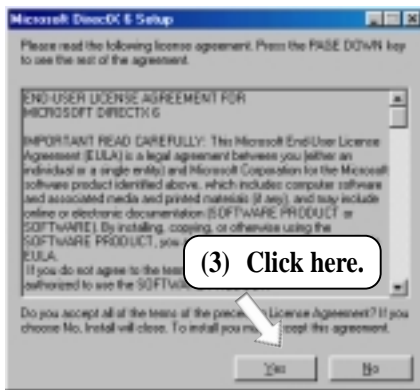 Microsoft DirectX 6 Setup
Please read the following license agreement. Press the PAGE DOWN key
to see the rest of the agreement.
END-USER LICENSE AGREEMENT FOR
MICROSOFT DIRECTX 6
IMPORTANT READ CAREFULLY: This Microsoft End-User License
Agreement (EULA) is a legal agreement between you (either an
individual or a single entity) and Microsoft Corporation for the Microsoft
software product identified above, which includes computer software
and associated media and printed materials (if any), and may include
online or electronic documentation (SOFTWARE PRODUCT or
SOFTWARE). By installing, copying, or otherwise using the
SOFTWARE PRODUCT, you
EULA.
If you do not agree to the
authorized to use the
(3) Click here.
Do you accept all of the terms of the License Agreement? If you
choose No, Install will close. To install you accept this agreement.
Yes
No